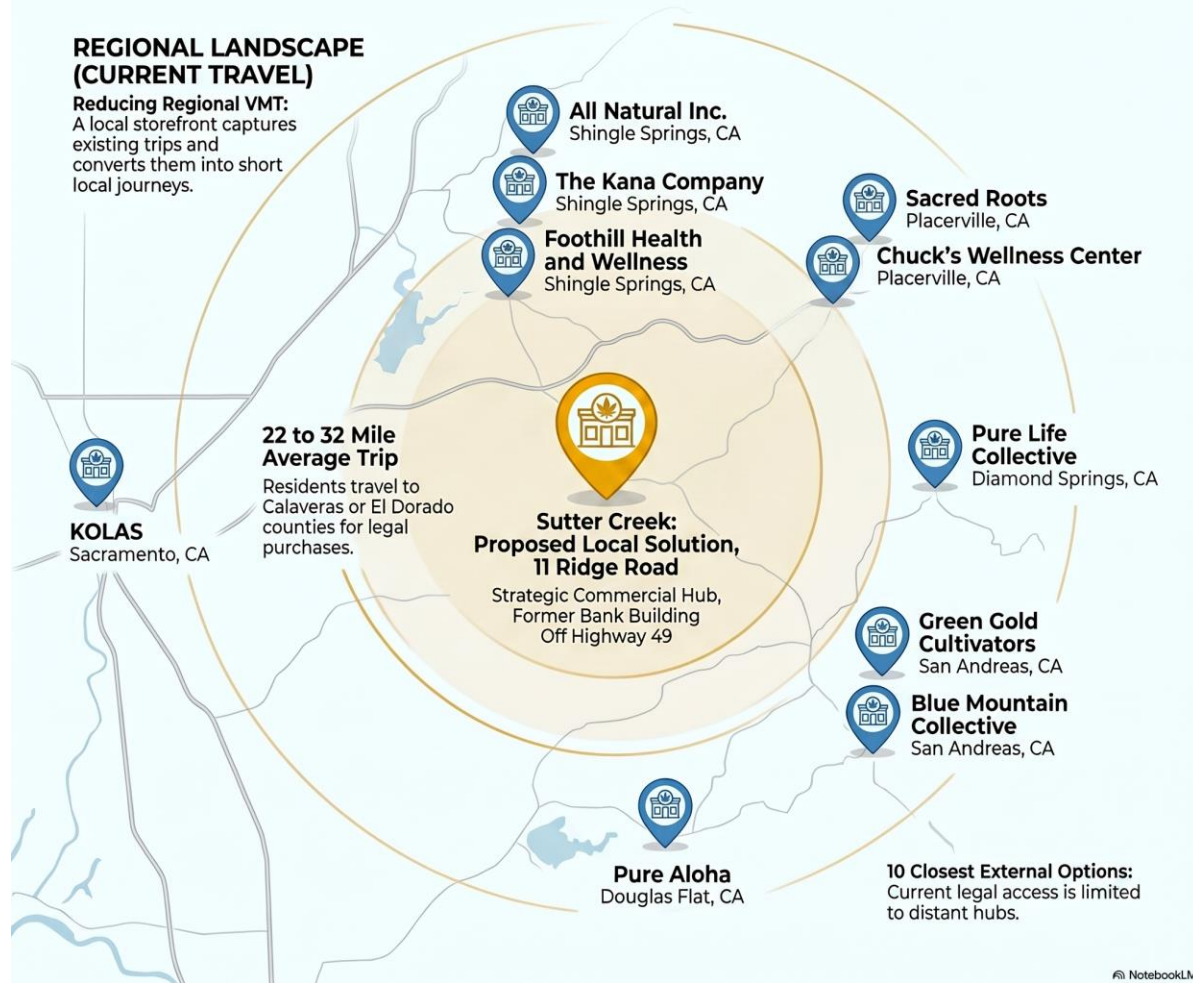 REGIONAL LANDSCAPE
(CURRENT TRAVEL)
Reducing Regional VMT:
A local storefront captures
existing trips and
converts them into short
local journeys.
All Natural Inc.
Shingle Springs, CA
The Kana Company
Shingle Springs, CA
Foothill Health
and Wellness
Shingle Springs, CA
Sacred Roots
Placerville, CA
Chuck's Wellness Center
Placerville, CA
22 to 32 Mile
Average Trip
Residents travel to
Calaveras or El Dorado
counties for legal
purchases.
KOLAS
Sacramento, CA
Sutter Creek:
Proposed Local Solution,
11 Ridge Road
Strategic Commercial Hub,
Former Bank Building
Off Highway 49
Pure Life
Collective
Diamond Springs, CA
Green Gold
Cultivators
San Andreas, CA
Blue Mountain
Collective
San Andreas, CA
Pure Aloha
Douglas Flat, CA
10 Closest External Options:
Current legal access is limited
to distant hubs.
NotebookLM